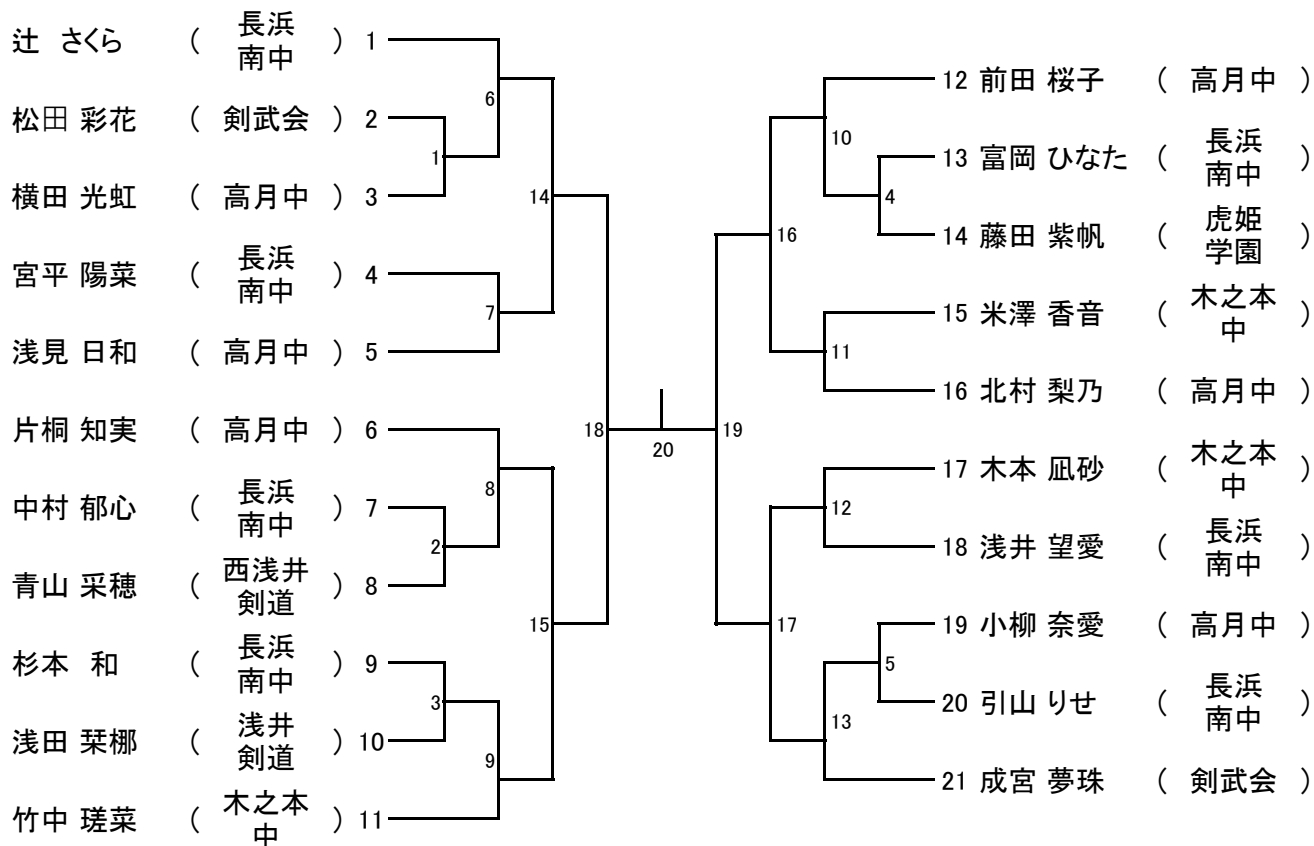 辻 さくら ( 長浜南中 ) 1
松田 彩花 ( 剣武会 ) 2
横田 光虹 ( 高月中 ) 3
宮平 陽菜 ( 長浜南中 ) 4
浅見 日和 ( 高月中 ) 5
片桐 知実 ( 高月中 ) 6
中村 郁心 ( 長浜南中 ) 7
青山 采穂 ( 西浅井剣道 ) 8
杉本 和 ( 長浜南中 ) 9
浅田 栞梛 ( 浅井剣道 ) 10
竹中 瑳菜 ( 木之本中 ) 11
6
1
14
7
8
2
15
3
9
18
20
19
16
10
4
11
12
17
5
13
12 前田 桜子 ( 高月中 )
13 富岡 ひなた ( 長浜南中 )
14 藤田 紫帆 ( 虎姫学園 )
15 米澤 香音 ( 木之本中 )
16 北村 梨乃 ( 高月中 )
17 木本 凪砂 ( 木之本中 )
18 浅井 望愛 ( 長浜南中 )
19 小柳 奈愛 ( 高月中 )
20 引山 りせ ( 長浜南中 )
21 成宮 夢珠 ( 剣武会 )